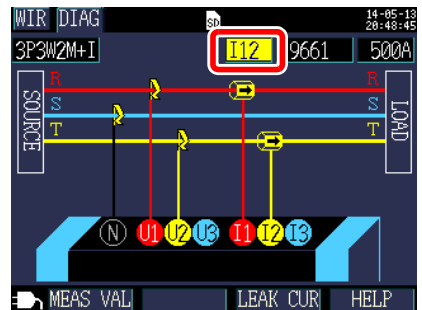 WIR DIAG SD 14-05-13
20:48:45
3P3W2M+I I12 9661 500A
R R
SOURCE S S LOAD
T T
N U1 U2 U3 I1 I2 I3
MEAS VAL LEAK CUR HELP